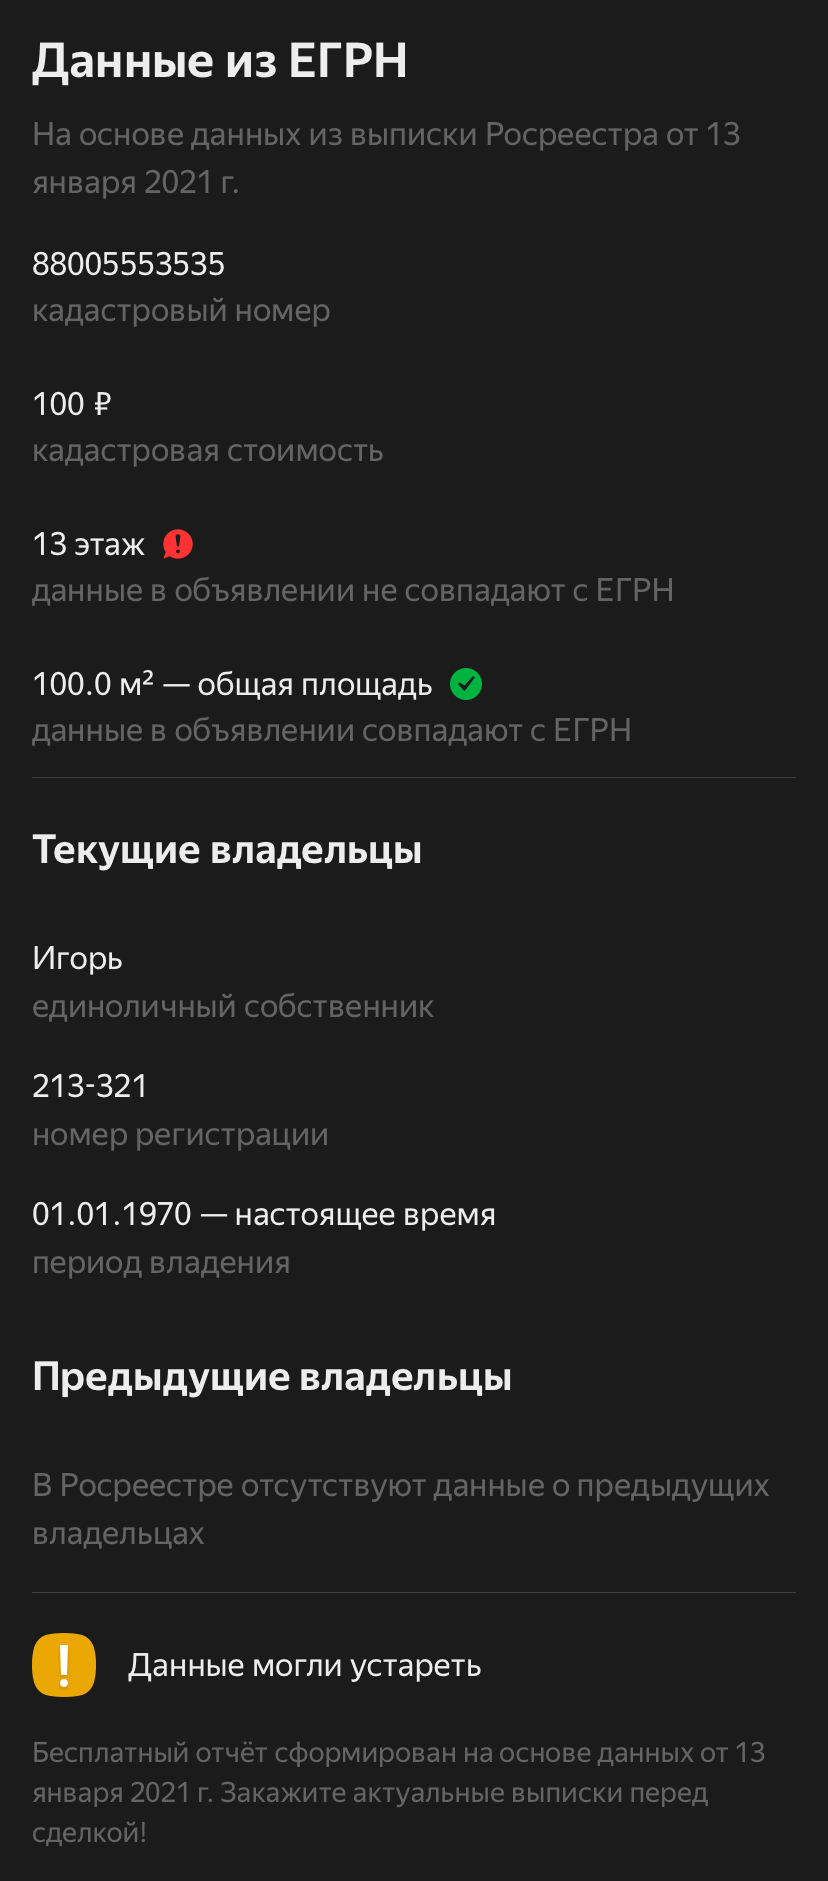 Данные из ЕГРН
На основе данных из выписки Росреестра от 13
января 2021 г.
88005553535
кадастровый номер
100 ₽
кадастровая стоимость
13 этаж
данные в объявлении не совпадают с ЕГРН
100.0 м² — общая площадь
данные в объявлении совпадают с ЕГРН
Текущие владельцы
Игорь
единоличный собственник
213-321
номер регистрации
01.01.1970 — настоящее время
период владения
Предыдущие владельцы
В Росреестре отсутствуют данные о предыдущих
владельцах
Данные могли устареть
Бесплатный отчёт сформирован на основе данных от 13
января 2021 г. Закажите актуальные выписки перед
сделкой!